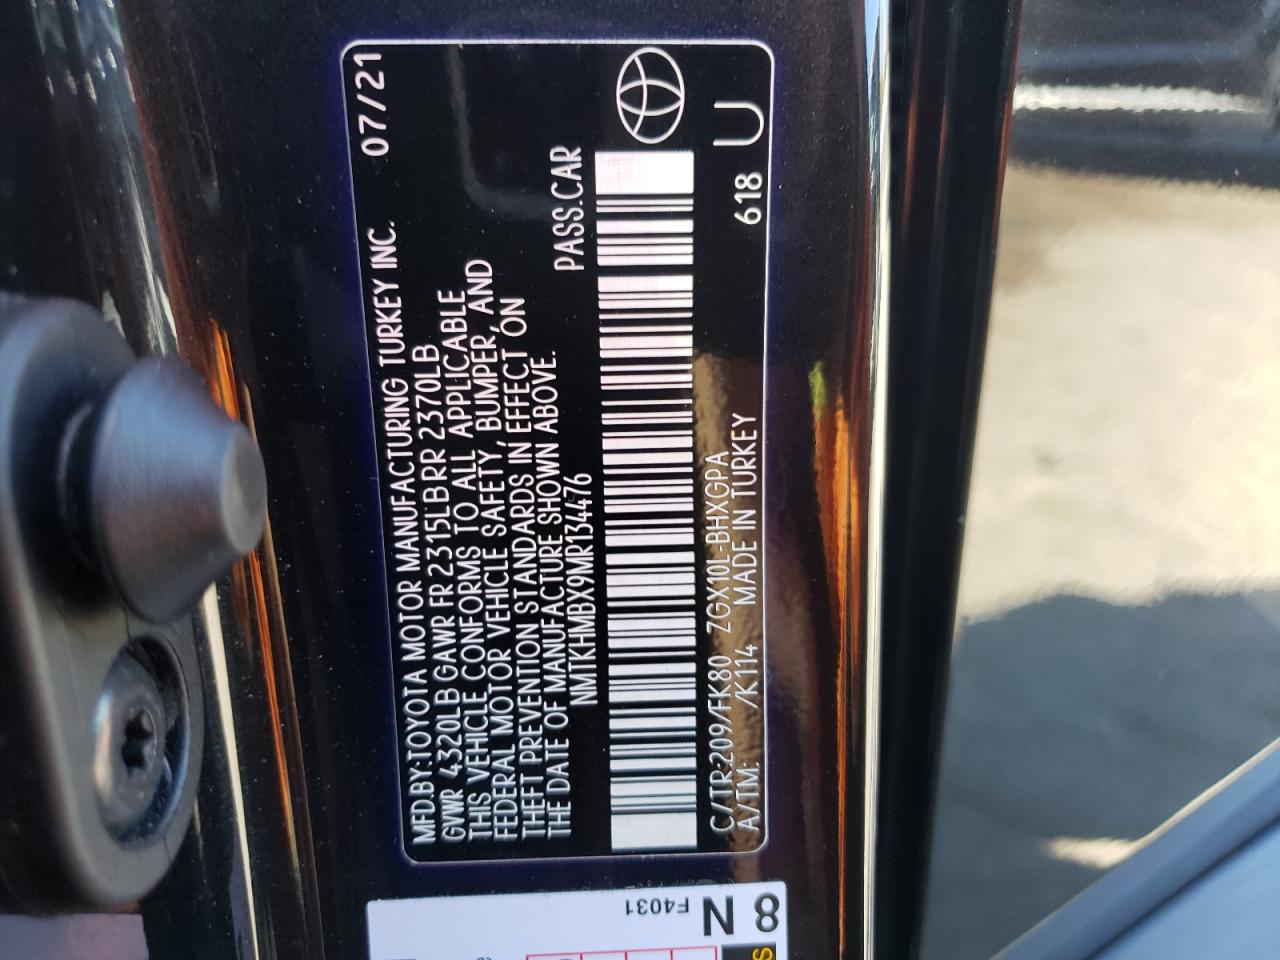 MFD.BY:TOYOTA MOTOR MANUFACTURING TURKEY INC. 07/21
GVWR 4320LB GAWR FR 2315LB RR 2370LB
THIS VEHICLE CONFORMS TO ALL APPLICABLE
FEDERAL MOTOR VEHICLE SAFETY, BUMPER, AND
THEFT PREVENTION STANDARDS IN EFFECT ON
THE DATE OF MANUFACTURE SHOWN ABOVE.
NMTKHMBX9MR134476 PASS.CAR
C/TR:209/FK80 ZGX10L-BHXGPA 618 U
A/TM: /K114 MADE IN TURKEY
F4031
N
8